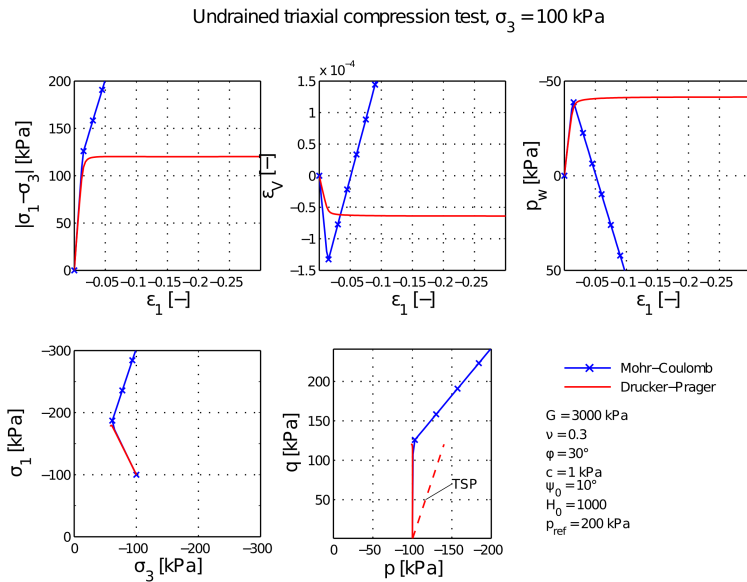 Undrained triaxial compression test, σ3 = 100 kPa
200
150
100
50
0
−0.05 −0.1 −0.15 −0.2 −0.25
|σ1−σ3| [kPa]
ε1 [−]
x 10−4
1.5
1
0.5
0
−0.5
−1
−1.5
−0.05 −0.1 −0.15 −0.2 −0.25
εV [−]
ε1 [−]
−50
0
50
−0.05 −0.1 −0.15 −0.2 −0.25
pw [kPa]
ε1 [−]
−300
−200
−100
0
0 −100 −200 −300
σ1 [kPa]
σ3 [kPa]
200
150
100
50
0 −50 −100 −150 −200
q [kPa]
p [kPa]
TSP
Mohr−Coulomb
Drucker−Prager
G = 3000 kPa
ν = 0.3
φ = 30°
c = 1 kPa
ψ0 = 10°
H0 = 1000
pref = 200 kPa